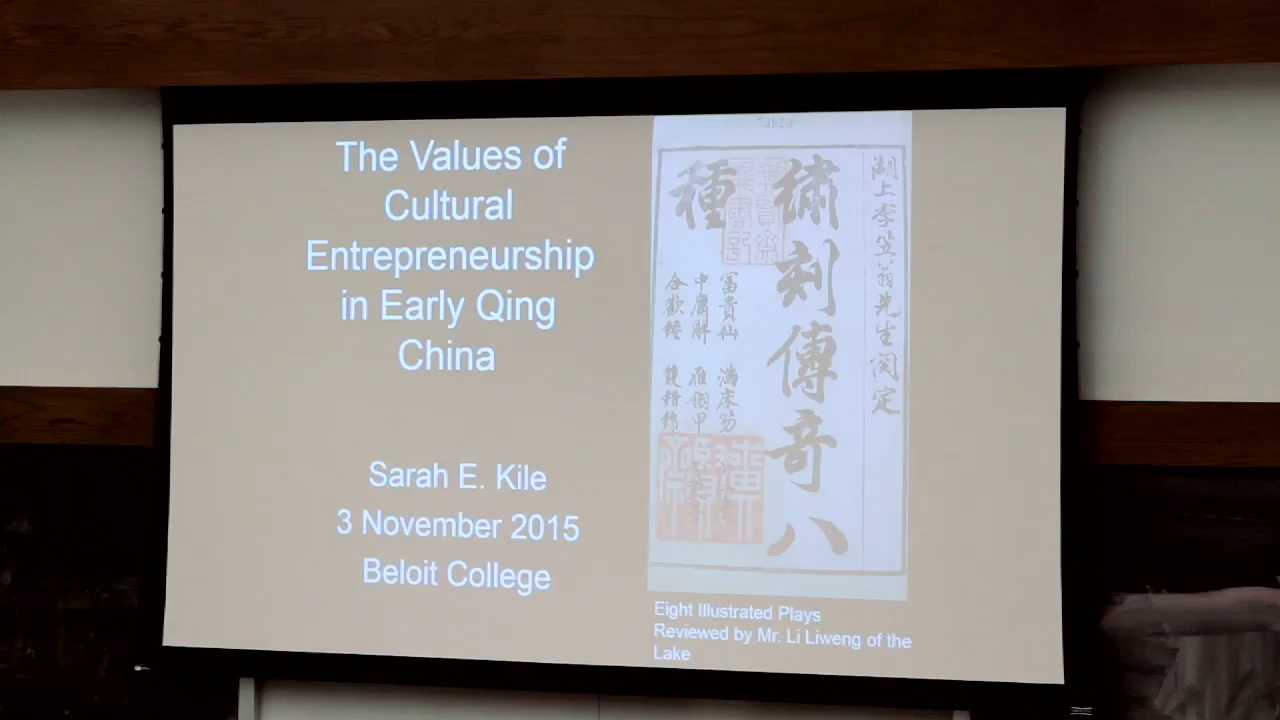 The Values of
Cultural
Entrepreneurship
in Early Qing
China
Sarah E. Kile
3 November 2015
Beloit College
湖上李笠翁先生閱定
繡刻傳奇八
種
富貴仙 滿床笏
中庸解 雁翎甲
合歡錘 雙錯錦
Eight Illustrated Plays
Reviewed by Mr. Li Liweng of the
Lake